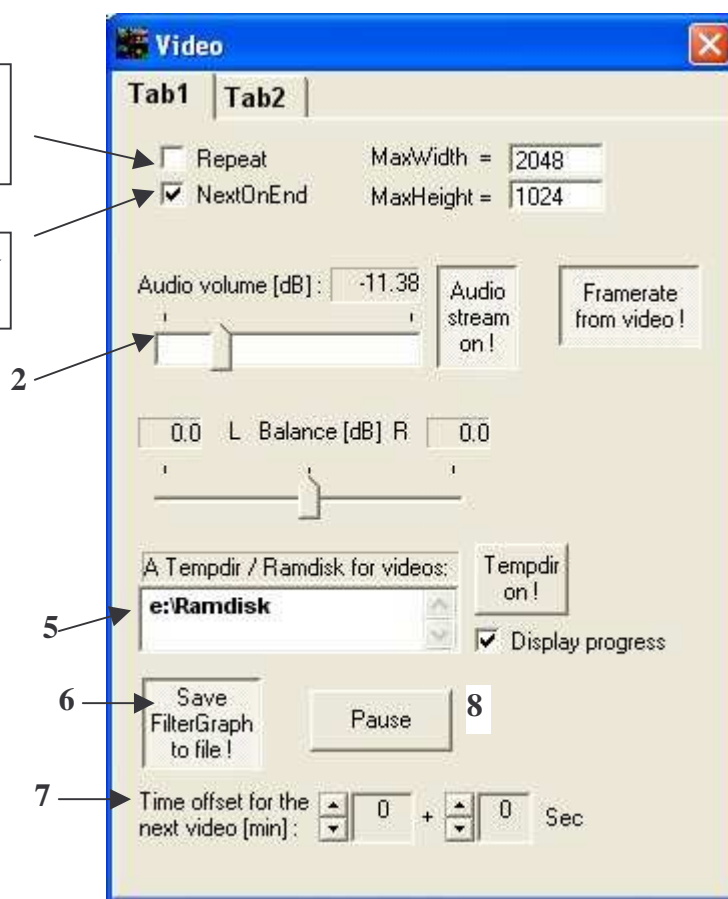 Video
Tab1 Tab2
Repeat MaxWidth = 2048
NextOnEnd MaxHeight = 1024
Audio volume [dB] : -11.38
Audio
stream
on !
Framerate
from video !
2
0.0 L Balance [dB] R 0.0
A Tempdir / Ramdisk for videos:
Tempdir
on !
e:\Ramdisk
5
Display progress
6
Save
FilterGraph
to file !
Pause
8
7
Time offset for the
next video [min] : 0 + 0 Sec